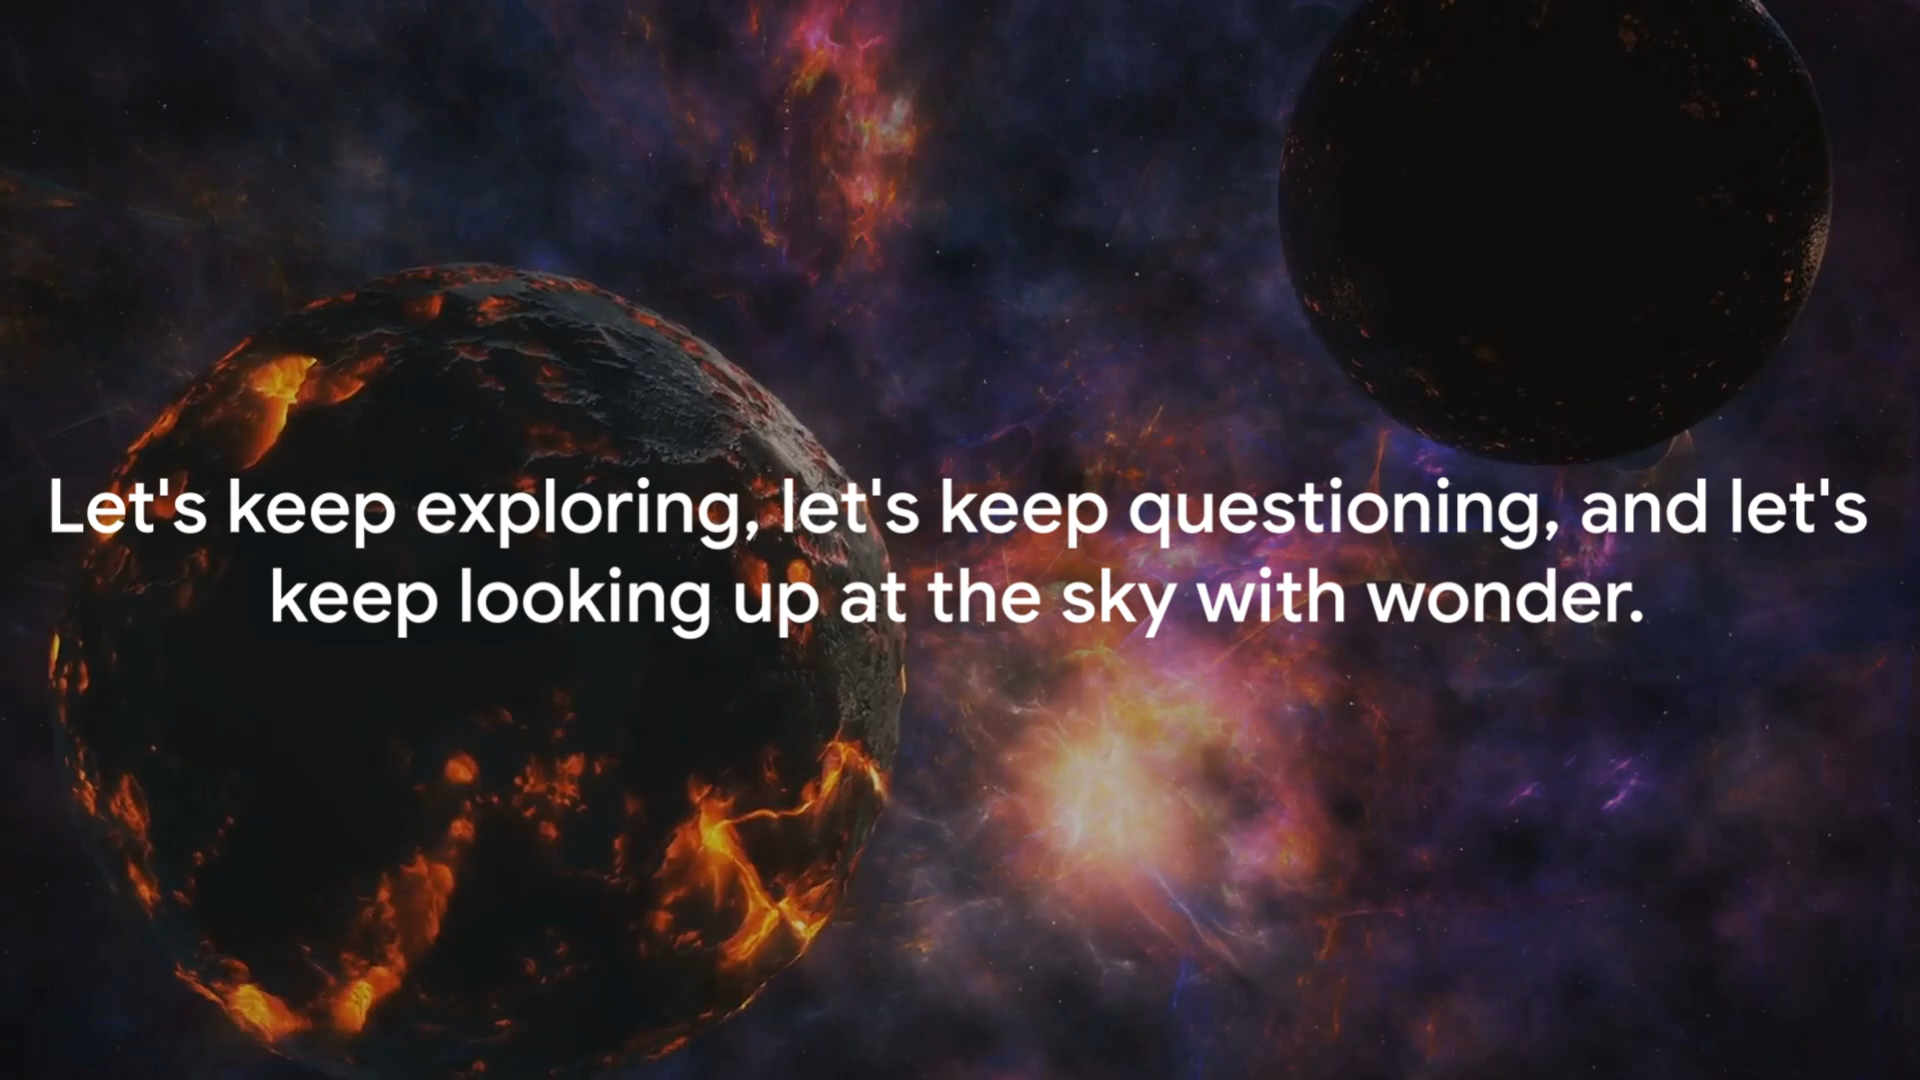 Let's keep exploring, let's keep questioning, and let's
keep looking up at the sky with wonder.